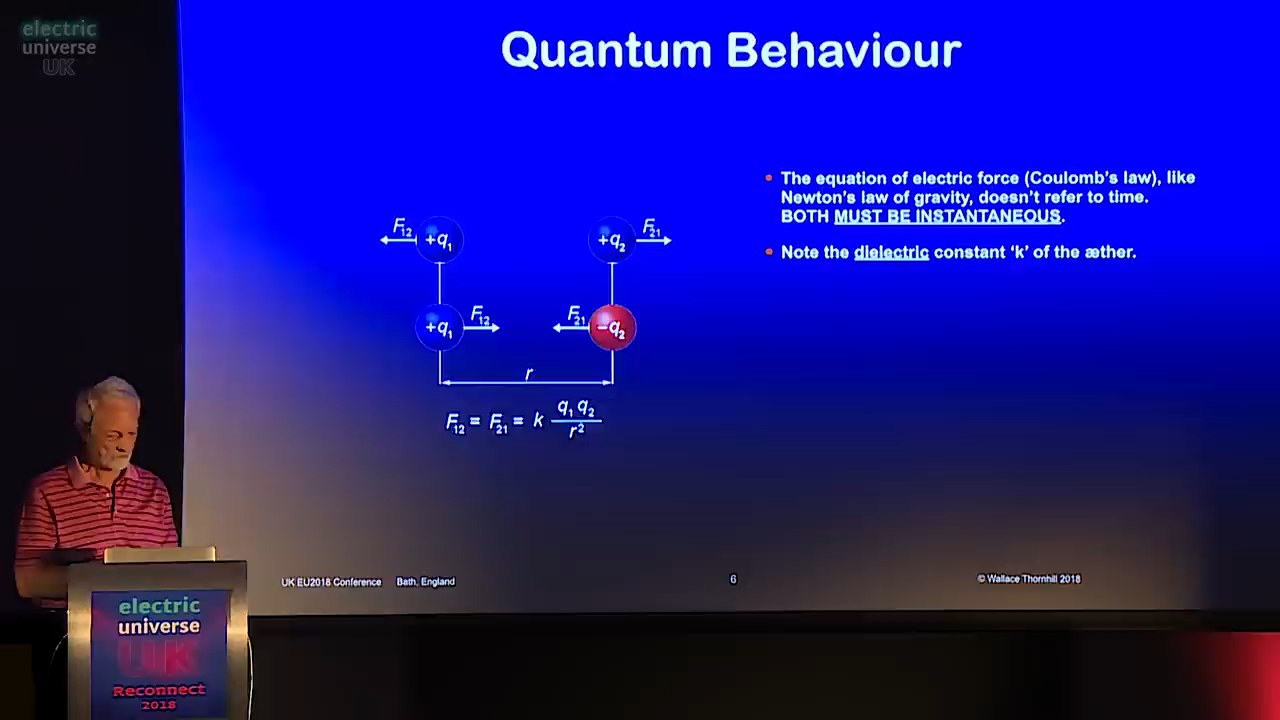 electric
universe
UK
Quantum Behaviour
• The equation of electric force (Coulomb's law), like
Newton's law of gravity, doesn't refer to time.
BOTH MUST BE INSTANTANEOUS.
• Note the dielectric constant ‘k’ of the æther.
F12 +q1 +q2 F21
+q1 F12 F21 −q2
r
F12 = F21 = k q1 q2 / r²
UK EU2018 Conference Bath, England
6
© Wallace Thornhill 2018
electric
universe
UK
Reconnect
2018